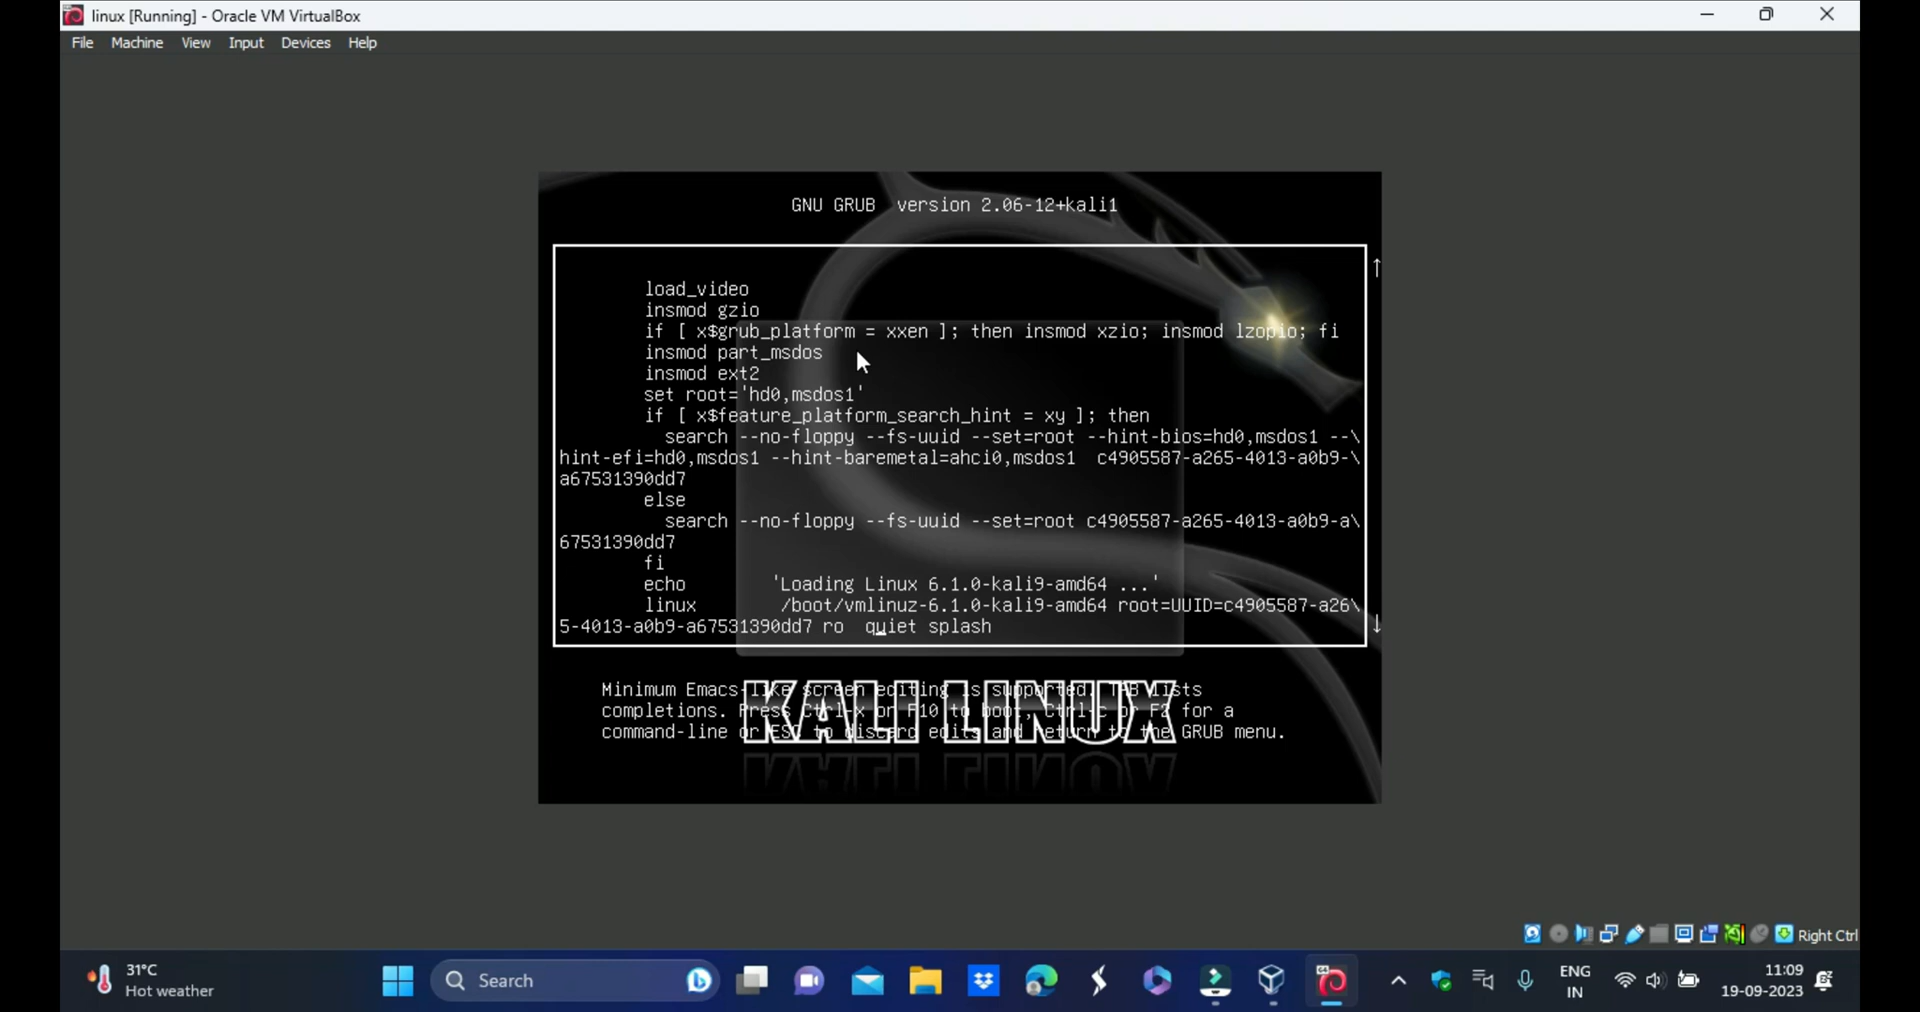 linux [Running] - Oracle VM VirtualBox
File Machine View Input Devices Help
GNU GRUB version 2.06-12+kali1
load_video
insmod gzio
if [ x$grub_platform = xxen ]; then insmod xzio; insmod lzopio; fi
insmod part_msdos
insmod ext2
set root='hd0,msdos1'
if [ x$feature_platform_search_hint = xy ]; then
search --no-floppy --fs-uuid --set=root --hint-bios=hd0,msdos1 --\
hint-efi=hd0,msdos1 --hint-baremetal=ahci0,msdos1 c4905587-a265-4013-a0b9-\
a67531390dd7
else
search --no-floppy --fs-uuid --set=root c4905587-a265-4013-a0b9-a\
67531390dd7
fi
echo 'Loading Linux 6.1.0-kali9-amd64 ...'
linux /boot/vmlinuz-6.1.0-kali9-amd64 root=UUID=c4905587-a26\
5-4013-a0b9-a67531390dd7 ro quiet splash
Minimum Emacs-like screen editing is supported. TAB lists
completions. Press Ctrl-x or F10 to boot, Ctrl-c or F2 for a
command-line or ESC to discard edits and return to the GRUB menu.
KALI LINUX
Right Ctrl
31°C
Hot weather
Search
ENG
IN
11:09
19-09-2023